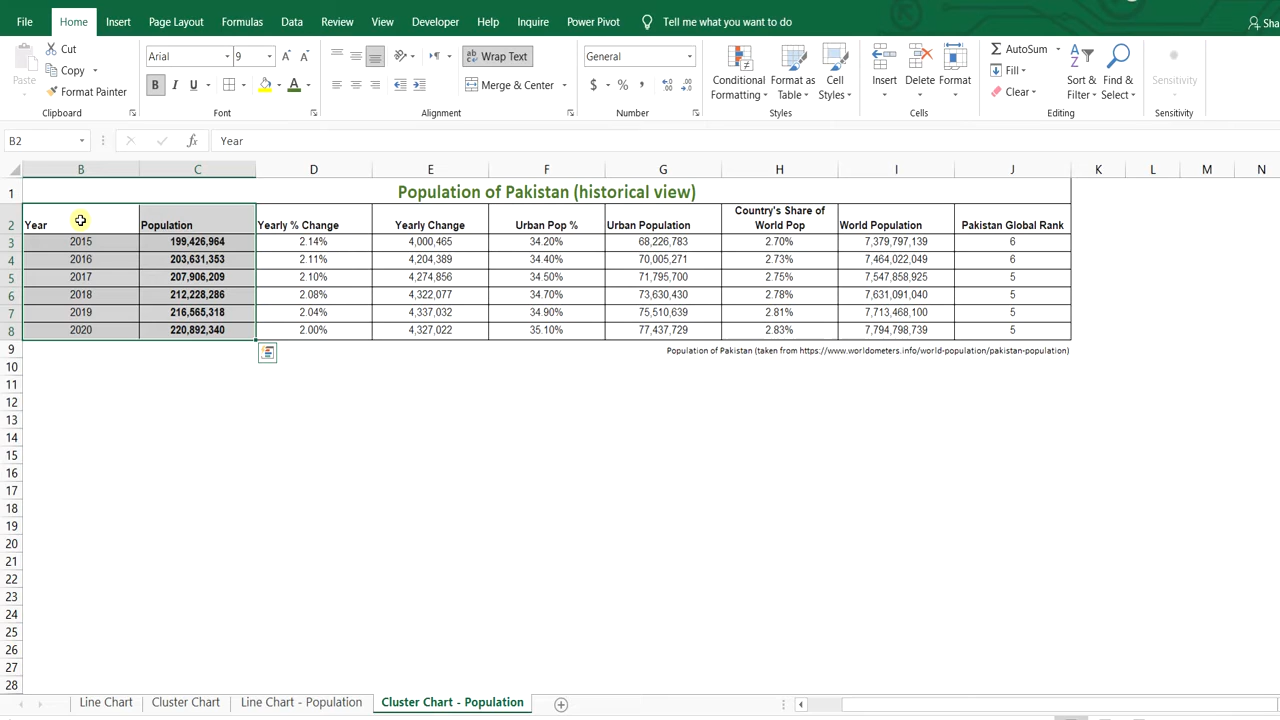 File Home Insert Page Layout Formulas Data Review View Developer Help Inquire Power Pivot Tell me what you want to do
Paste
Cut
Copy
Format Painter
Clipboard
Arial 9
B I U
Font
Wrap Text
Merge & Center
Alignment
General
$ % ,
Number
Conditional Formatting
Format as Table
Cell Styles
Styles
Insert Delete Format
Cells
AutoSum
Fill
Clear
Sort & Filter
Find & Select
Editing
Sensitivity
Sensitivity
B2 fx Year
B C D E F G H I J K L M N
1 Population of Pakistan (historical view)
2 Year Population Yearly % Change Yearly Change Urban Pop % Urban Population Country's Share of World Pop World Population Pakistan Global Rank
3 2015 199,426,964 2.14% 4,000,465 34.20% 68,226,783 2.70% 7,379,797,139 6
4 2016 203,631,353 2.11% 4,204,389 34.40% 70,005,271 2.73% 7,464,022,049 6
5 2017 207,906,209 2.10% 4,274,856 34.50% 71,795,700 2.75% 7,547,858,925 5
6 2018 212,228,286 2.08% 4,322,077 34.70% 73,630,430 2.78% 7,631,091,040 5
7 2019 216,565,318 2.04% 4,337,032 34.90% 75,510,639 2.81% 7,713,468,100 5
8 2020 220,892,340 2.00% 4,327,022 35.10% 77,437,729 2.83% 7,794,798,739 5
9 Population of Pakistan (taken from https://www.worldometers.info/world-population/pakistan-population)
10
11
12
13
14
15
16
17
18
19
20
21
22
23
24
25
26
27
28
Line Chart Cluster Chart Line Chart - Population Cluster Chart - Population